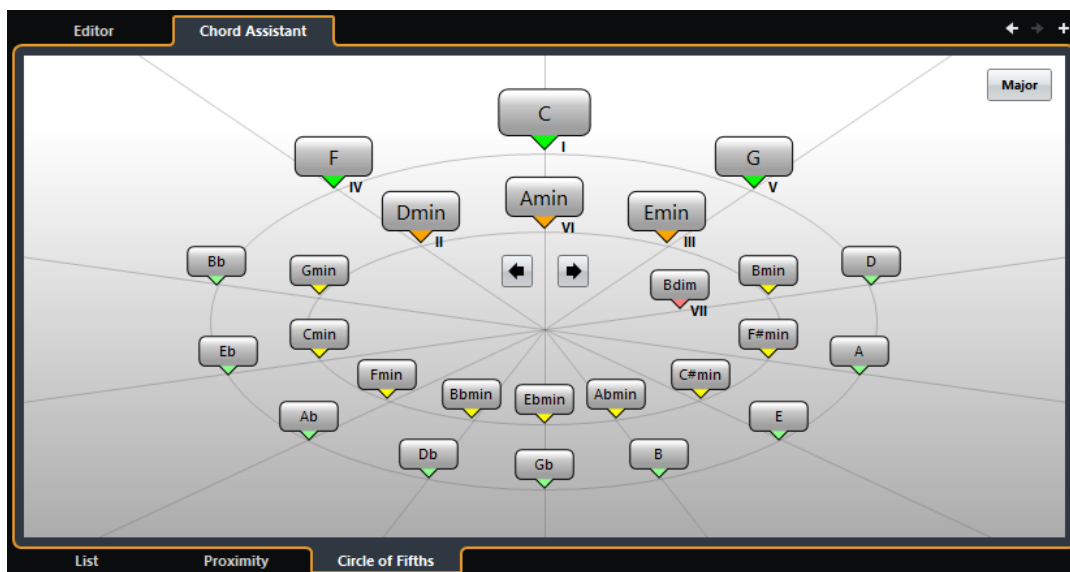 Editor
Chord Assistant
Major
C
I
F
IV
G
V
Amin
VI
Dmin
II
Emin
III
Bb
Gmin
Bdim
VII
Bmin
D
Eb
Cmin
F#min
A
Fmin
C#min
Bbmin
Ebmin
Abmin
Ab
E
Db
Gb
B
List
Proximity
Circle of Fifths